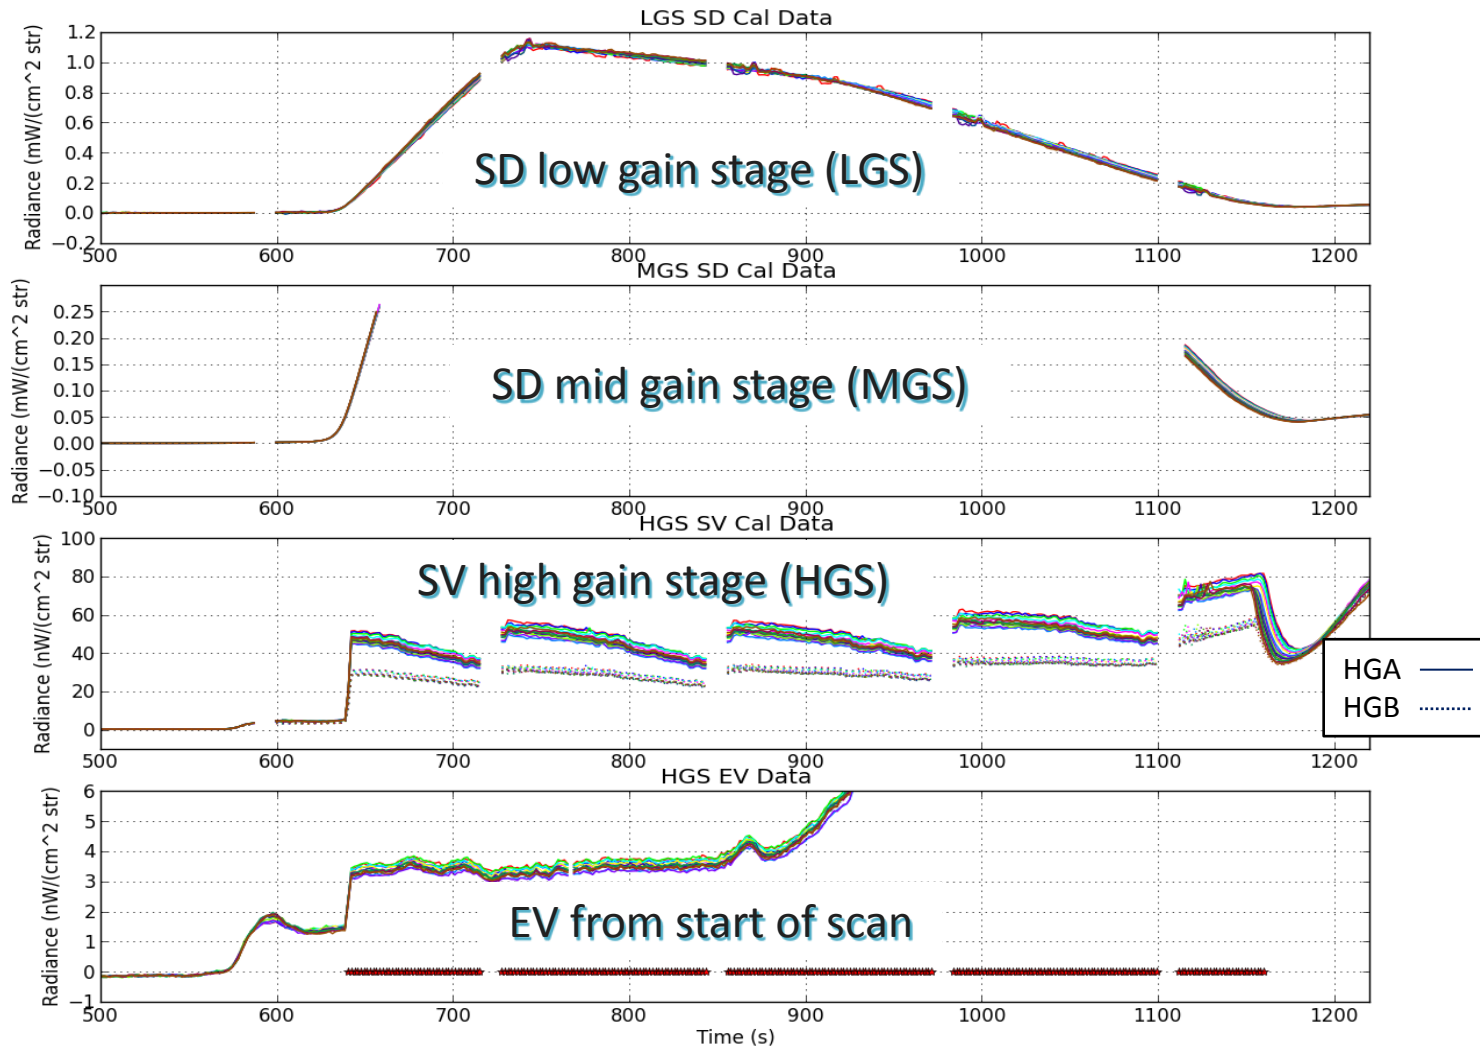 LGS SD Cal Data
Radiance (mW/(cm^2 str)
1.2
1.0
0.8
0.6
0.4
0.2
0.0
−0.2
SD low gain stage (LGS)
500 600 700 800 900 1000 1100 1200
MGS SD Cal Data
Radiance (mW/(cm^2 str)
0.25
0.20
0.15
0.10
0.05
0.00
−0.05
−0.10
SD mid gain stage (MGS)
500 600 700 800 900 1000 1100 1200
HGS SV Cal Data
Radiance (nW/(cm^2 str)
100
80
60
40
20
0
SV high gain stage (HGS)
HGA
HGB
500 600 700 800 900 1000 1100 1200
HGS EV Data
Radiance (nW/(cm^2 str)
6
5
4
3
2
1
0
−1
EV from start of scan
500 600 700 800 900 1000 1100 1200
Time (s)